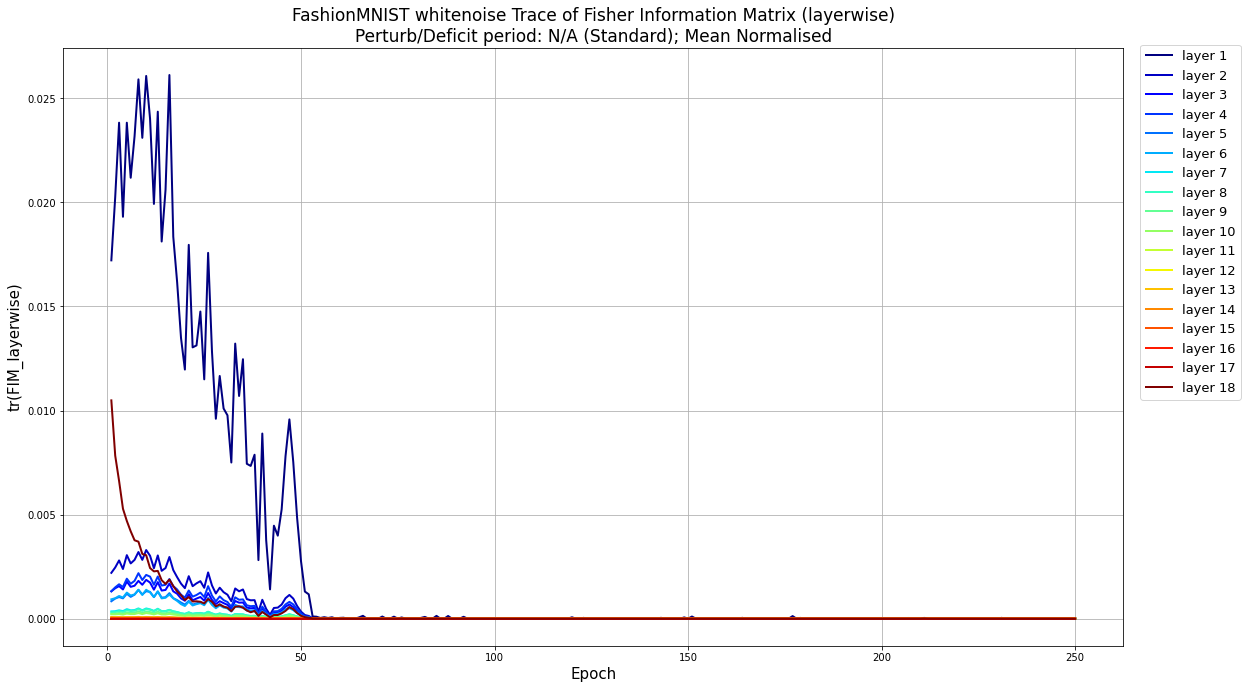 FashionMNIST whitenoise Trace of Fisher Information Matrix (layerwise)
Perturb/Deficit period: N/A (Standard); Mean Normalised
tr(FIM_layerwise)
0.025
0.020
0.015
0.010
0.005
0.000
0
50
100
150
200
250
Epoch
layer 1
layer 2
layer 3
layer 4
layer 5
layer 6
layer 7
layer 8
layer 9
layer 10
layer 11
layer 12
layer 13
layer 14
layer 15
layer 16
layer 17
layer 18